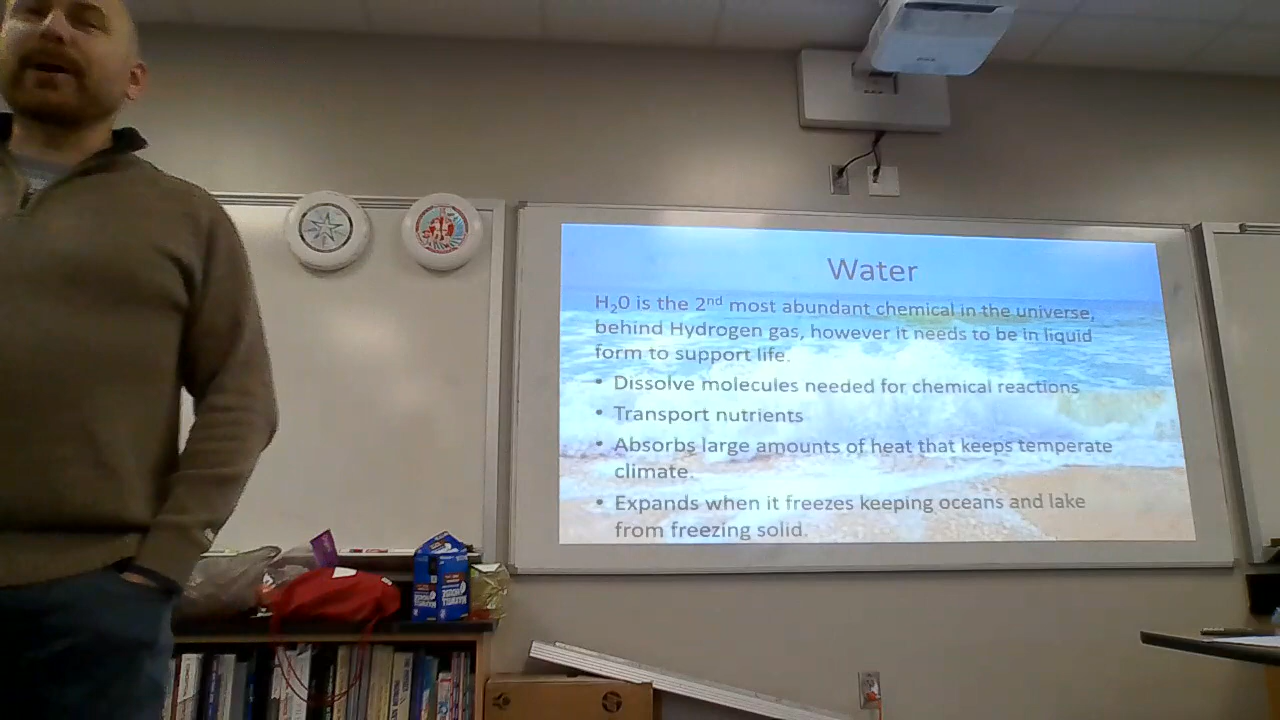 Water
H₂0 is the 2nd most abundant chemical in the universe,
behind Hydrogen gas, however it needs to be in liquid
form to support life.
• Dissolve molecules needed for chemical reactions
• Transport nutrients
• Absorbs large amounts of heat that keeps temperate
climate.
• Expands when it freezes keeping oceans and lake
from freezing solid.
MAXWELL
HOUSE